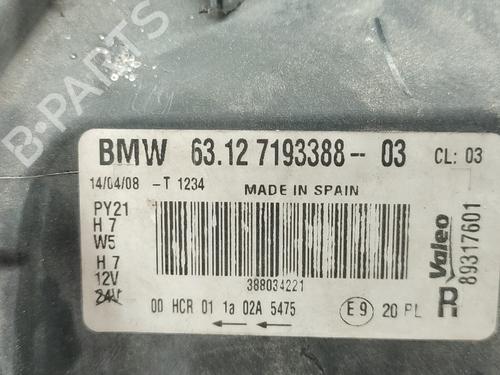 B-PARTS
BMW 63.12 7193388-- 03 CL: 03
14/04/08 -T 1234 MADE IN SPAIN
PY21
H 7
W5
H 7
12V
24V
388034221
00 HCR 01 1a 02A 5475
E9 20 PL
Valeo
89317601
R